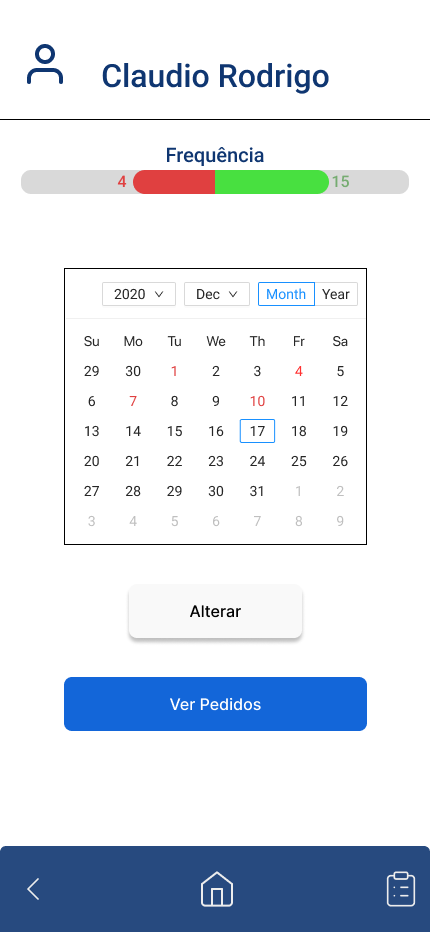 Claudio Rodrigo
Frequência
4 15
2020 Dec Month Year
Su Mo Tu We Th Fr Sa
29 30 1 2 3 4 5
6 7 8 9 10 11 12
13 14 15 16 17 18 19
20 21 22 23 24 25 26
27 28 29 30 31 1 2
3 4 5 6 7 8 9
Alterar
Ver Pedidos